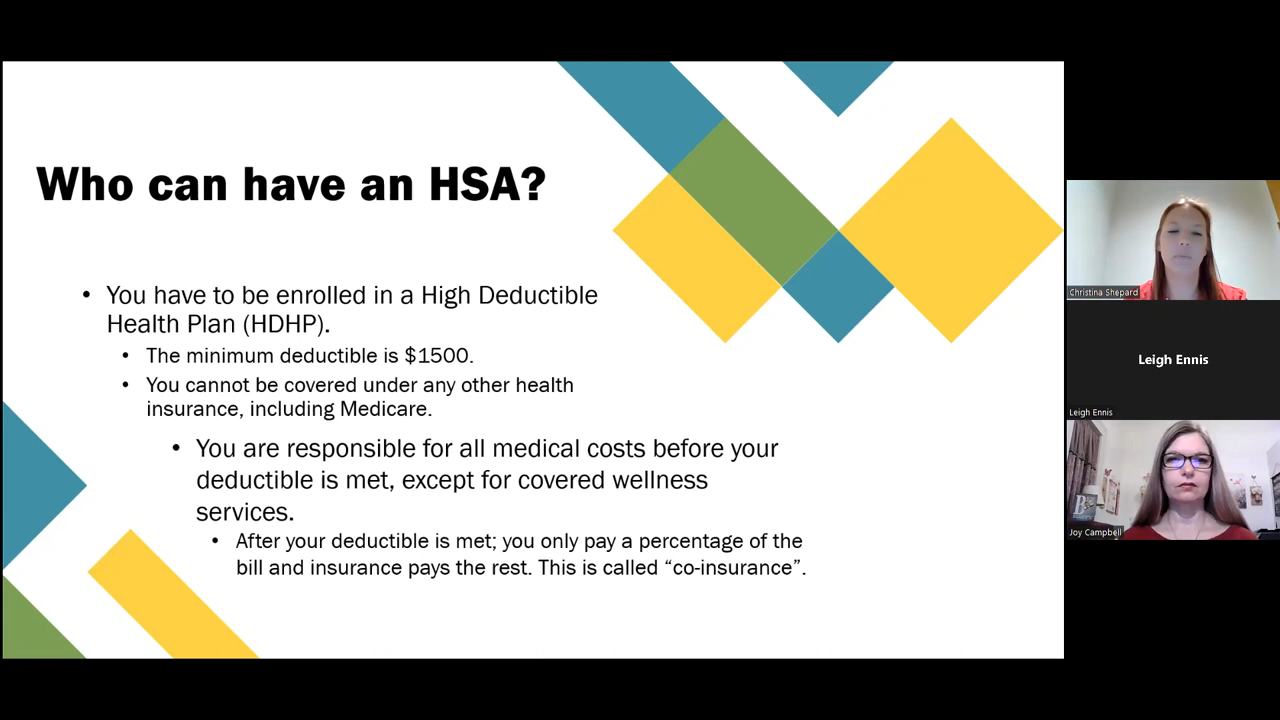 Who can have an HSA?
• You have to be enrolled in a High Deductible
Health Plan (HDHP).
• The minimum deductible is $1500.
• You cannot be covered under any other health
insurance, including Medicare.
• You are responsible for all medical costs before your
deductible is met, except for covered wellness
services.
• After your deductible is met; you only pay a percentage of the
bill and insurance pays the rest. This is called “co-insurance”.
Christina Shepard
Leigh Ennis
Leigh Ennis
Joy Campbell